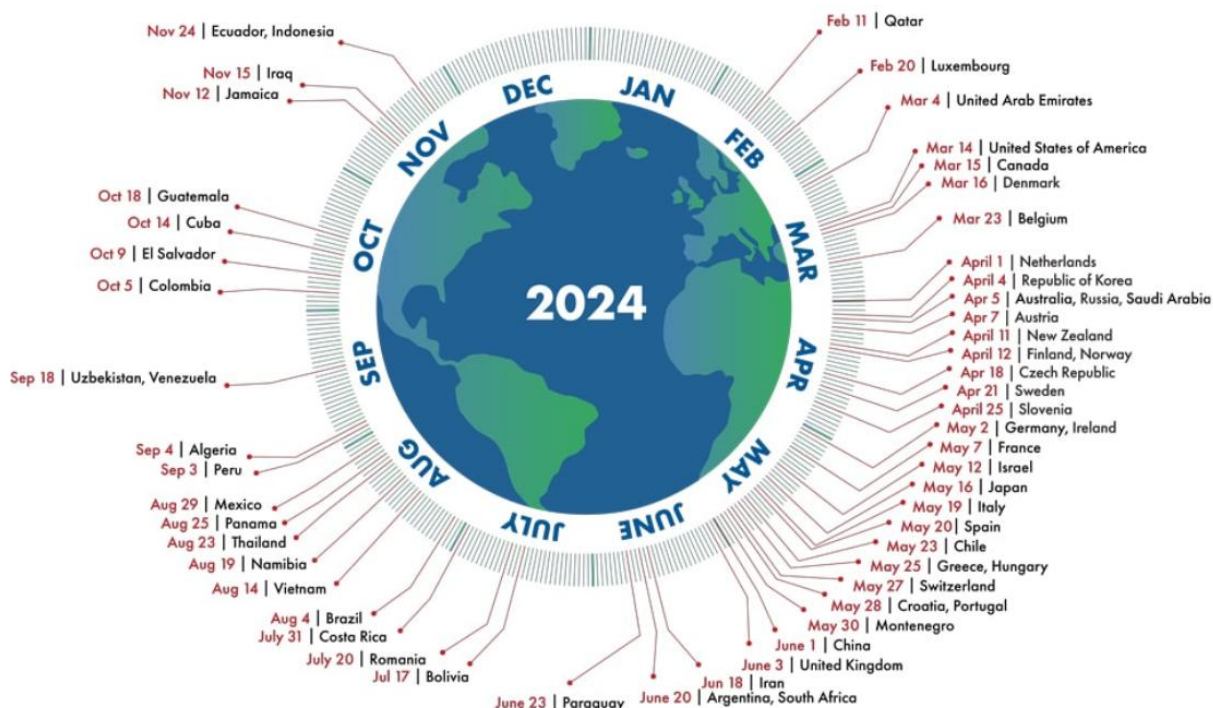 Feb 11 | Qatar
Feb 20 | Luxembourg
Mar 4 | United Arab Emirates
Mar 14 | United States of America
Mar 15 | Canada
Mar 16 | Denmark
Mar 23 | Belgium
April 1 | Netherlands
April 4 | Republic of Korea
Apr 5 | Australia, Russia, Saudi Arabia
Apr 7 | Austria
April 11 | New Zealand
April 12 | Finland, Norway
Apr 18 | Czech Republic
Apr 21 | Sweden
April 25 | Slovenia
May 2 | Germany, Ireland
May 7 | France
May 12 | Israel
May 16 | Japan
May 19 | Italy
May 20 | Spain
May 23 | Chile
May 25 | Greece, Hungary
May 27 | Switzerland
May 28 | Croatia, Portugal
May 30 | Montenegro
June 1 | China
June 3 | United Kingdom
Jun 18 | Iran
June 20 | Argentina, South Africa
June 23 | Paraguay
Jul 17 | Bolivia
July 20 | Romania
July 31 | Costa Rica
Aug 4 | Brazil
Aug 14 | Vietnam
Aug 19 | Namibia
Aug 23 | Thailand
Aug 25 | Panama
Aug 29 | Mexico
Sep 3 | Peru
Sep 4 | Algeria
Sep 18 | Uzbekistan, Venezuela
Oct 5 | Colombia
Oct 9 | El Salvador
Oct 14 | Cuba
Oct 18 | Guatemala
Nov 12 | Jamaica
Nov 15 | Iraq
Nov 24 | Ecuador, Indonesia
JAN
FEB
MAR
APR
MAY
JUNE
JULY
AUG
SEP
OCT
NOV
DEC
2024